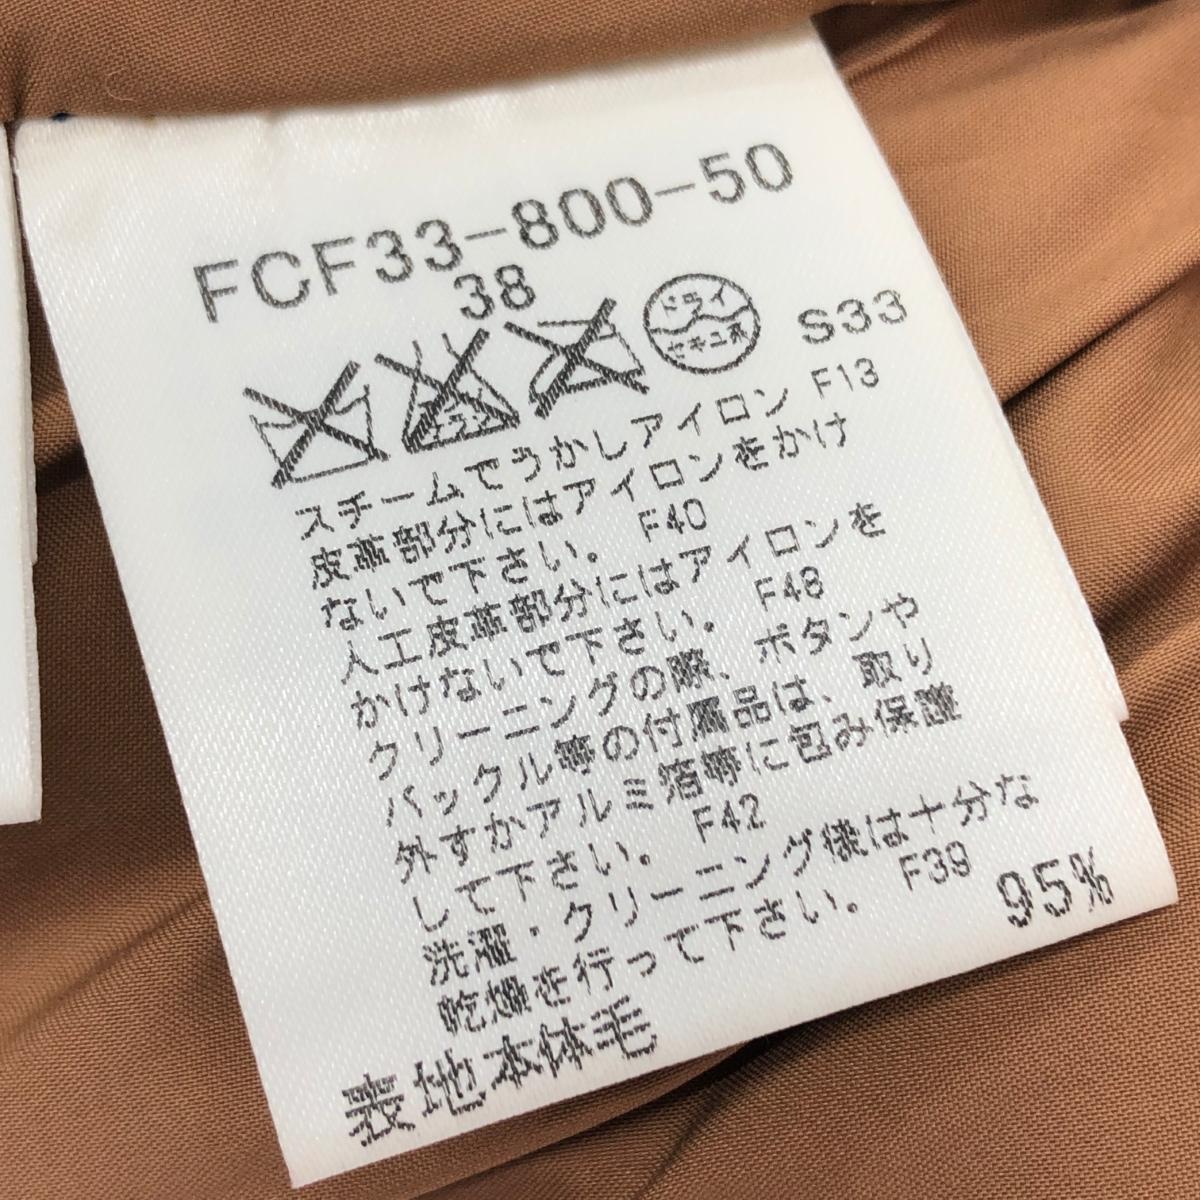 FCF33-800-50
38
ドライ
セキユ系
S33
スチームでうかしアイロン F13
皮革部分にはアイロンをかけ
ないで下さい。 F40
人工皮革部分にはアイロンを
かけないで下さい。 F48
クリーニングの際、ボタンや
バックル等の付属品は、取り
外すかアルミ箔等に包み保護
して下さい。 F42
洗濯・クリーニング後は十分な
乾燥を行って下さい。 F39
表地本体毛 95%